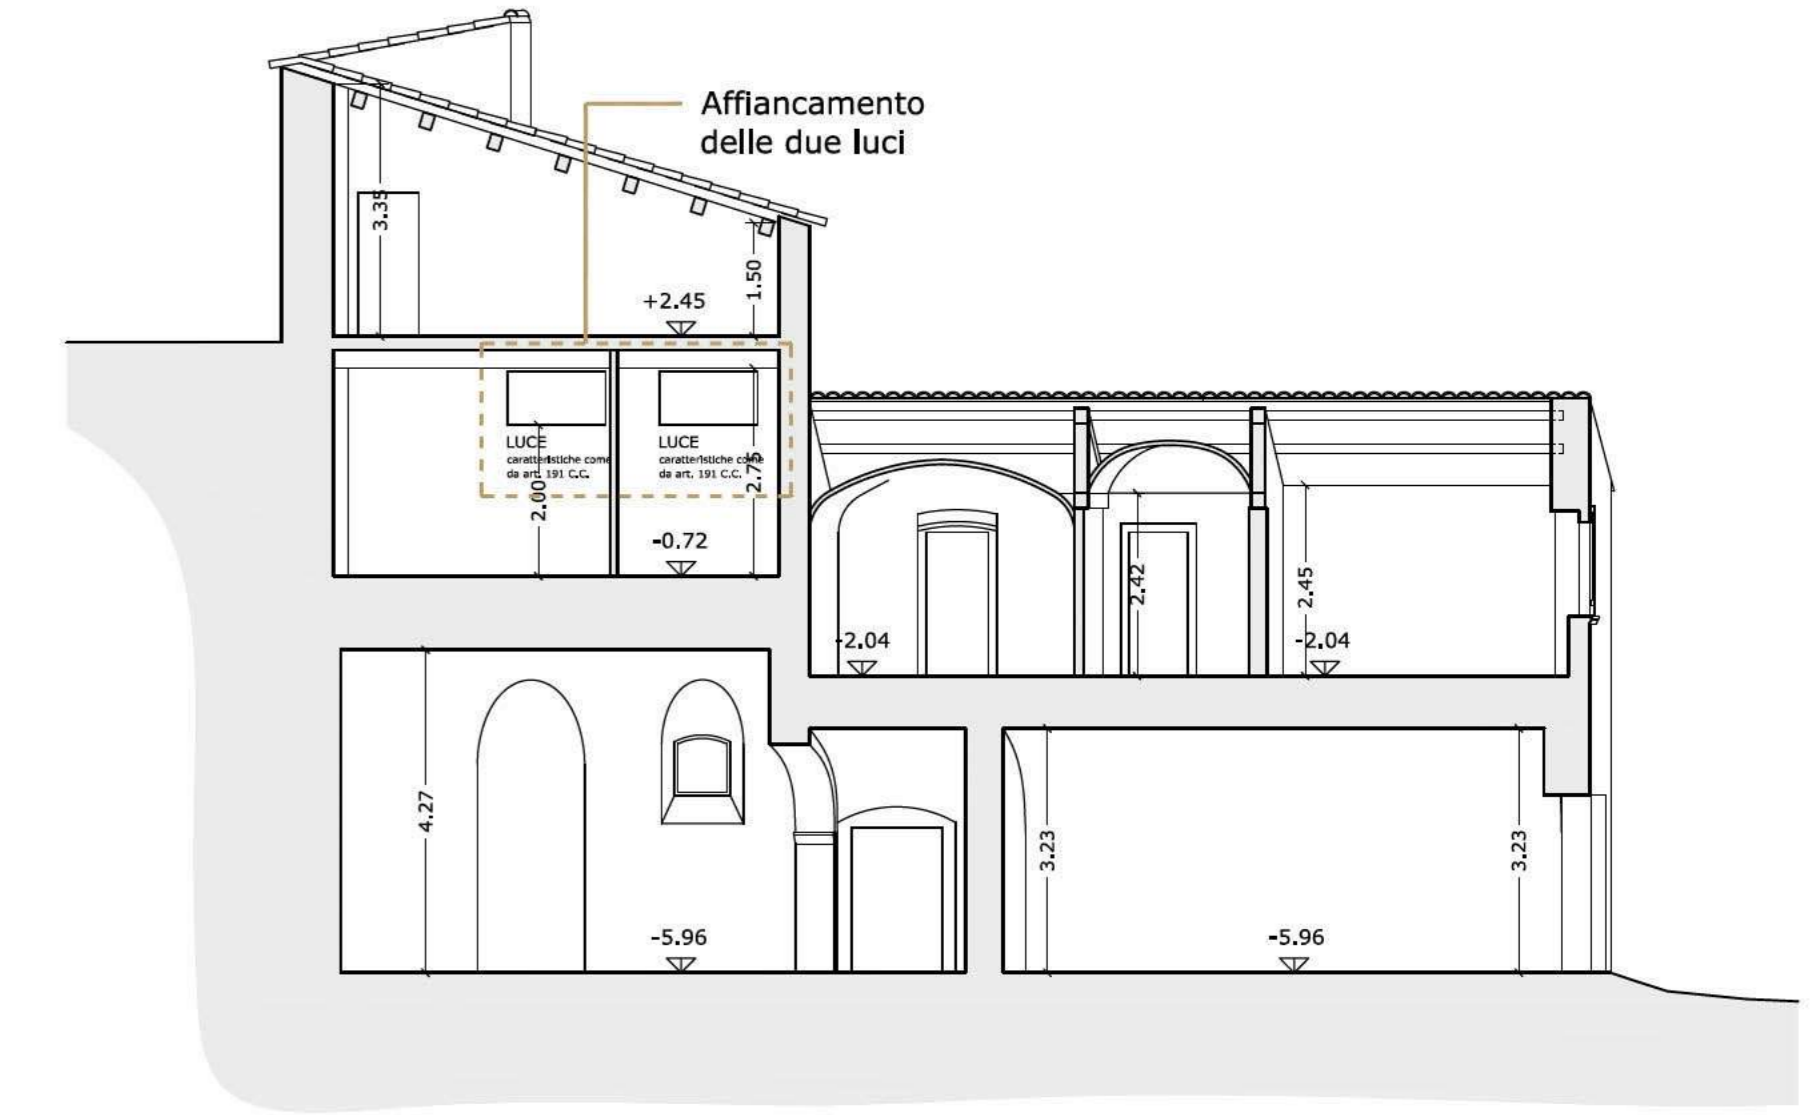 Affiancamento
delle due luci
3.35
+2.45
1.50
LUCE
caratteristiche come
da art. 191 C.C.
LUCE
caratteristiche come
da art. 191 C.C.
2.00
2.75
-0.72
2.42
2.45
-2.04
-2.04
4.27
3.23
3.23
-5.96
-5.96